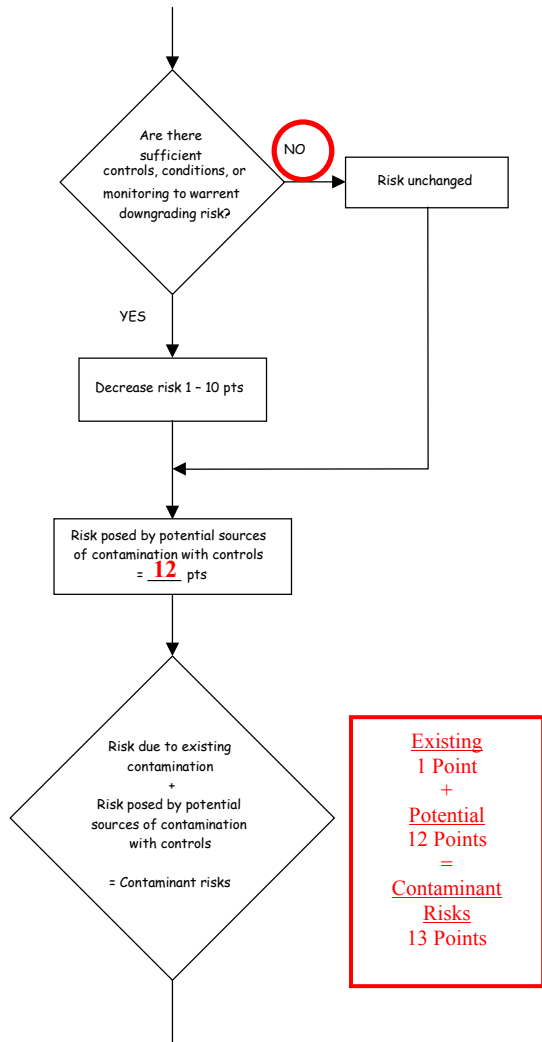 Are there
sufficient
controls, conditions, or
monitoring to warrent
downgrading risk?
NO
Risk unchanged
YES
Decrease risk 1 – 10 pts
Risk posed by potential sources
of contamination with controls
= 12 pts
Risk due to existing
contamination
+
Risk posed by potential
sources of contamination
with controls
= Contaminant risks
Existing
1 Point
+
Potential
12 Points
=
Contaminant
Risks
13 Points